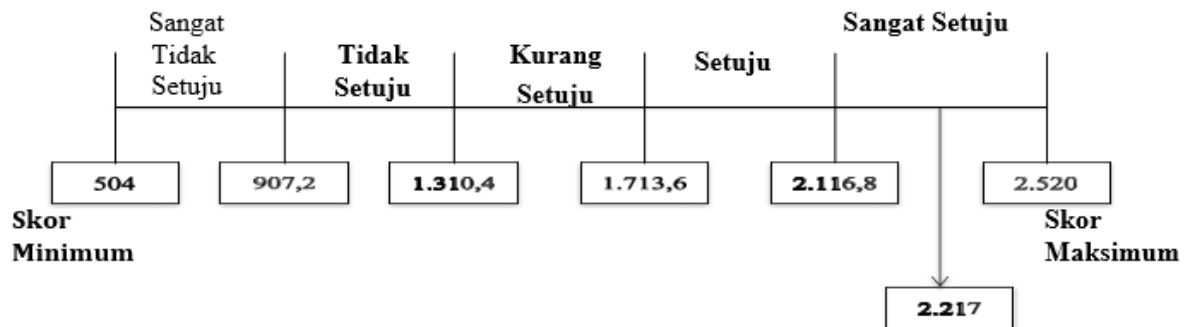 Sangat
Tidak
Setuju
Tidak
Setuju
Kurang
Setuju
Setuju
Sangat Setuju
504
907,2
1.310,4
1.713,6
2.116,8
2.520
Skor
Minimum
Skor
Maksimum
2.217